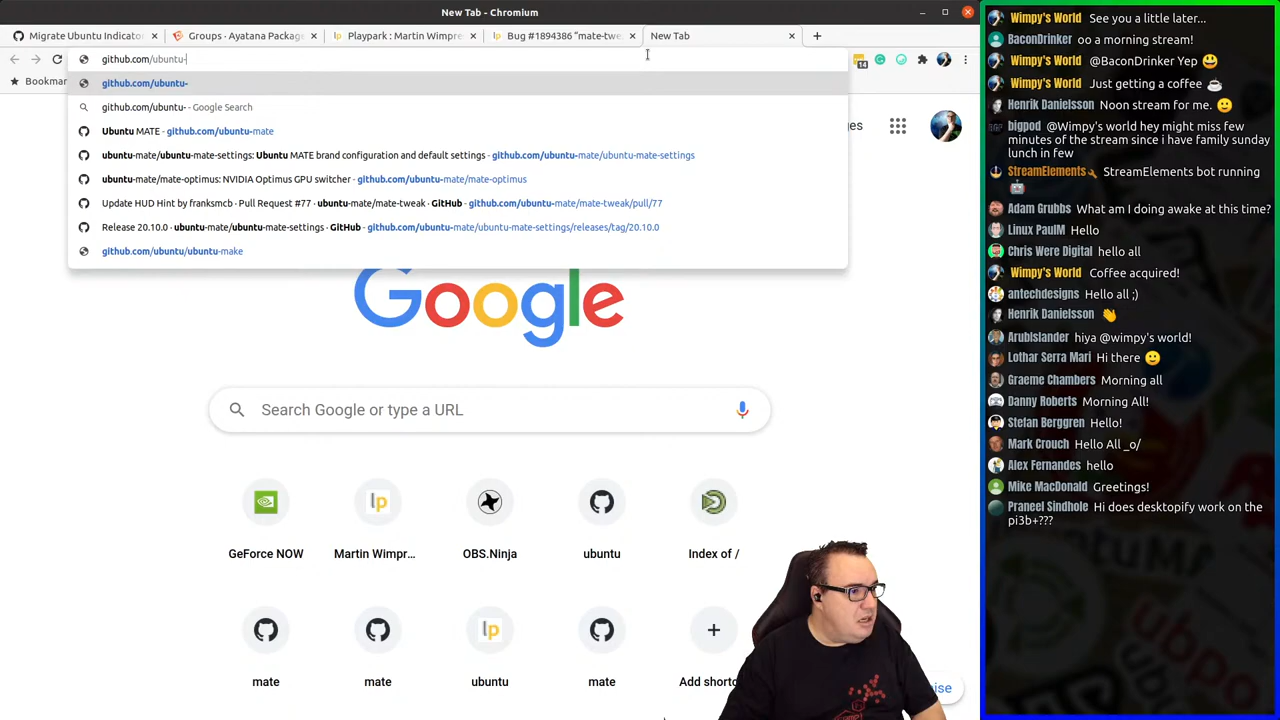 New Tab - Chromium
Migrate Ubuntu Indicator
Groups - Ayatana Package
Playpark : Martin Wimpre
Bug #1894386 "mate-twe
New Tab
github.com/ubuntu-
14
Bookmar
github.com/ubuntu-
github.com/ubuntu- - Google Search
Ubuntu MATE - github.com/ubuntu-mate
ubuntu-mate/ubuntu-mate-settings: Ubuntu MATE brand configuration and default settings - github.com/ubuntu-mate/ubuntu-mate-settings
ubuntu-mate/mate-optimus: NVIDIA Optimus GPU switcher - github.com/ubuntu-mate/mate-optimus
Update HUD Hint by franksmcb · Pull Request #77 · ubuntu-mate/mate-tweak · GitHub - github.com/ubuntu-mate/mate-tweak/pull/77
Release 20.10.0 · ubuntu-mate/ubuntu-mate-settings · GitHub - github.com/ubuntu-mate/ubuntu-mate-settings/releases/tag/20.10.0
github.com/ubuntu/ubuntu-make
es
Google
Search Google or type a URL
lp
GeForce NOW
Martin Wimpr...
OBS.Ninja
ubuntu
Index of /
lp
mate
mate
ubuntu
mate
Add shortc
ise
Wimpy's World See you a little later...
BaconDrinker oo a morning stream!
Wimpy's World @BaconDrinker Yep 😃
Wimpy's World Just getting a coffee ☕
Henrik Danielsson Noon stream for me. 🙂
bigpod @Wimpy's world hey might miss few
minutes of the stream since i have family sunday
lunch in few
StreamElements StreamElements bot running
🤖
Adam Grubbs What am I doing awake at this time?
Linux PaulM Hello
Chris Were Digital hello all
Wimpy's World Coffee acquired!
antechdesigns Hello all ;)
Henrik Danielsson 👋
ArubIslander hiya @wimpy's world!
Lothar Serra Mari Hi there 🙂
Graeme Chambers Morning all
Danny Roberts Morning All!
Stefan Berggren Hello!
Mark Crouch Hello All _o/
Alex Fernandes hello
Mike MacDonald Greetings!
Praneel Sindhole Hi does desktopify work on the
pi3b+???